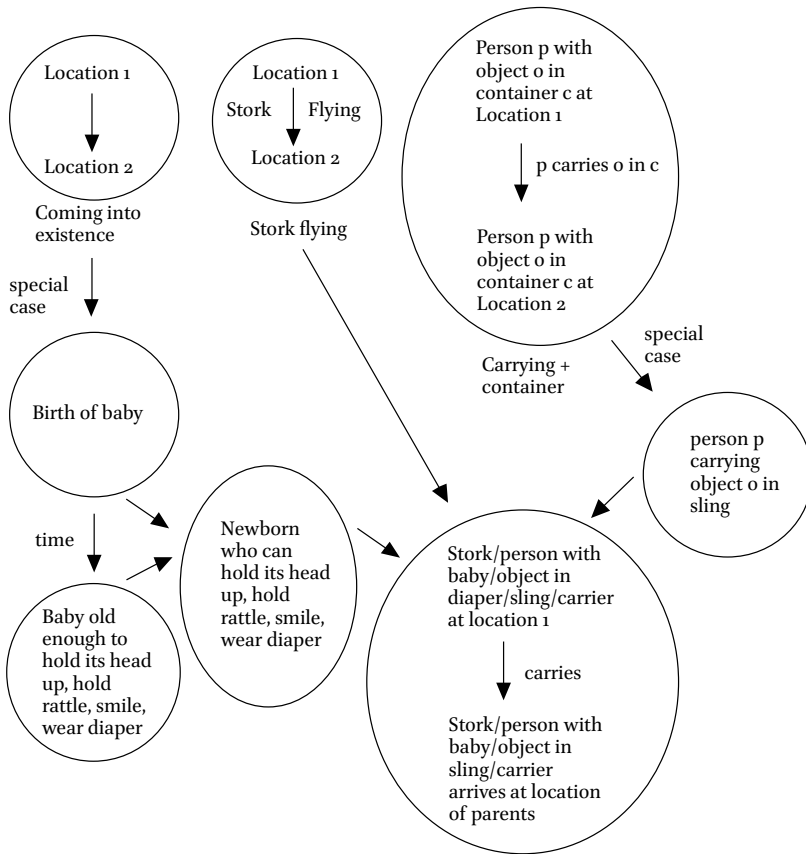 Location 1
Location 2
Coming into
existence
special
case
Birth of baby
time
Baby old
enough to
hold its head
up, hold
rattle, smile,
wear diaper
Location 1
Stork Flying
Location 2
Stork flying
Newborn
who can
hold its head
up, hold
rattle, smile,
wear diaper
Person p with
object o in
container c at
Location 1
p carries o in c
Person p with
object o in
container c at
Location 2
Carrying +
container
special
case
person p
carrying
object o in
sling
Stork/person with
baby/object in
diaper/sling/carrier
at location 1
carries
Stork/person with
baby/object in
sling/carrier
arrives at location
of parents